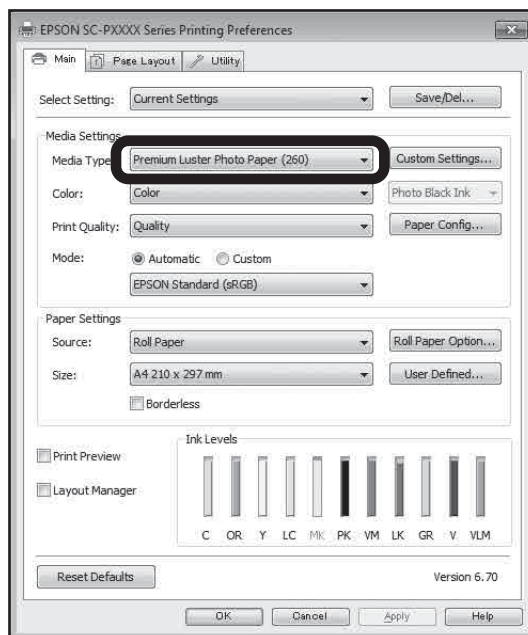 EPSON SC-PXXXX Series Printing Preferences
Main Page Layout Utility
Select Setting: Current Settings Save/Del...
Media Settings
Media Type Premium Luster Photo Paper (260) Custom Settings...
Color: Color Photo Black Ink
Print Quality: Quality Paper Config...
Mode: Automatic Custom
EPSON Standard (sRGB)
Paper Settings
Source: Roll Paper Roll Paper Option...
Size: A4 210 x 297 mm User Defined...
Borderless
Ink Levels
Print Preview
Layout Manager
C OR Y LC MK PK VM LK GR V VLM
Reset Defaults Version 6.70
OK Cancel Apply Help